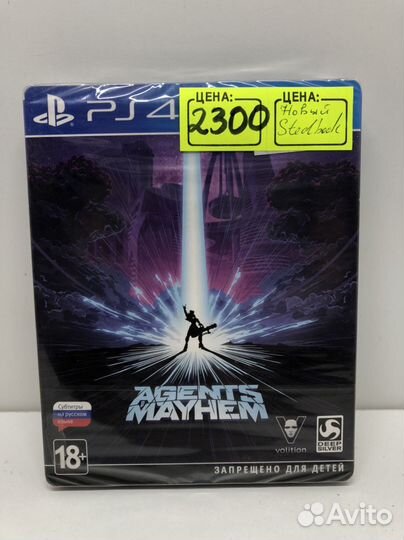 PS4
ЦЕНА:
2300
ЦЕНА:
Новый
Steelbook
AGENTS
OF
MAYHEM
Субтитры
на русском
языке
18+
volition
DEEP
SILVER
ЗАПРЕЩЕНО ДЛЯ ДЕТЕЙ
Avito